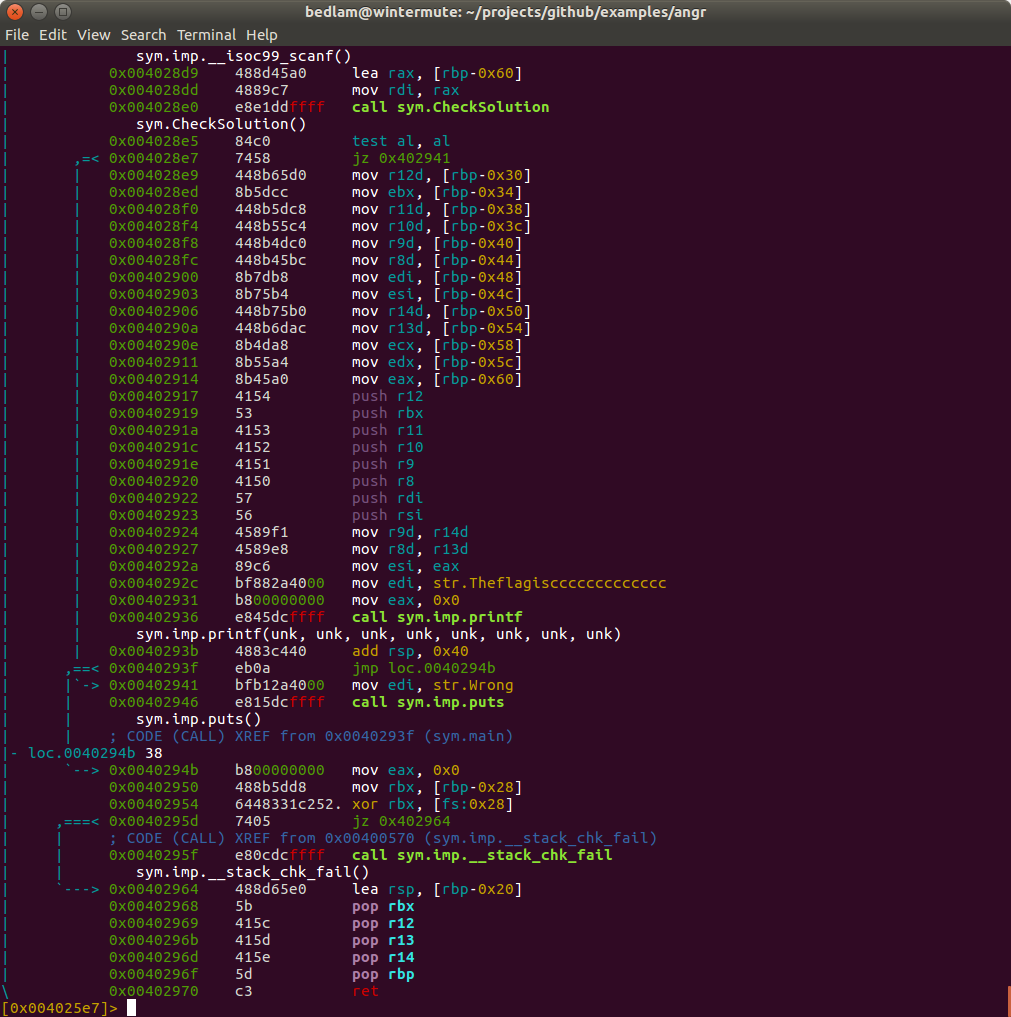 bedlam@wintermute: ~/projects/github/examples/angr
File Edit View Search Terminal Help
| sym.imp.__isoc99_scanf()
| 0x004028d9 488d45a0 lea rax, [rbp-0x60]
| 0x004028dd 4889c7 mov rdi, rax
| 0x004028e0 e8e1ddffff call sym.CheckSolution
| sym.CheckSolution()
| 0x004028e5 84c0 test al, al
| ,=< 0x004028e7 7458 jz 0x402941
| | 0x004028e9 448b65d0 mov r12d, [rbp-0x30]
| | 0x004028ed 8b5dcc mov ebx, [rbp-0x34]
| | 0x004028f0 448b5dc8 mov r11d, [rbp-0x38]
| | 0x004028f4 448b55c4 mov r10d, [rbp-0x3c]
| | 0x004028f8 448b4dc0 mov r9d, [rbp-0x40]
| | 0x004028fc 448b45bc mov r8d, [rbp-0x44]
| | 0x00402900 8b7db8 mov edi, [rbp-0x48]
| | 0x00402903 8b75b4 mov esi, [rbp-0x4c]
| | 0x00402906 448b75b0 mov r14d, [rbp-0x50]
| | 0x0040290a 448b6dac mov r13d, [rbp-0x54]
| | 0x0040290e 8b4da8 mov ecx, [rbp-0x58]
| | 0x00402911 8b55a4 mov edx, [rbp-0x5c]
| | 0x00402914 8b45a0 mov eax, [rbp-0x60]
| | 0x00402917 4154 push r12
| | 0x00402919 53 push rbx
| | 0x0040291a 4153 push r11
| | 0x0040291c 4152 push r10
| | 0x0040291e 4151 push r9
| | 0x00402920 4150 push r8
| | 0x00402922 57 push rdi
| | 0x00402923 56 push rsi
| | 0x00402924 4589f1 mov r9d, r14d
| | 0x00402927 4589e8 mov r8d, r13d
| | 0x0040292a 89c6 mov esi, eax
| | 0x0040292c bf882a4000 mov edi, str.Theflagisccccccccccccc
| | 0x00402931 b800000000 mov eax, 0x0
| | 0x00402936 e845dcffff call sym.imp.printf
| | sym.imp.printf(unk, unk, unk, unk, unk, unk, unk, unk)
| | 0x0040293b 4883c440 add rsp, 0x40
| ,==< 0x0040293f eb0a jmp loc.0040294b
| |`-> 0x00402941 bfb12a4000 mov edi, str.Wrong
| | 0x00402946 e815dcffff call sym.imp.puts
| | sym.imp.puts()
| | ; CODE (CALL) XREF from 0x0040293f (sym.main)
|- loc.0040294b 38
| `--> 0x0040294b b800000000 mov eax, 0x0
| 0x00402950 488b5dd8 mov rbx, [rbp-0x28]
| 0x00402954 6448331c252. xor rbx, [fs:0x28]
| ,===< 0x0040295d 7405 jz 0x402964
| | ; CODE (CALL) XREF from 0x00400570 (sym.imp.__stack_chk_fail)
| | 0x0040295f e80cdcffff call sym.imp.__stack_chk_fail
| | sym.imp.__stack_chk_fail()
| `---> 0x00402964 488d65e0 lea rsp, [rbp-0x20]
| 0x00402968 5b pop rbx
| 0x00402969 415c pop r12
| 0x0040296b 415d pop r13
| 0x0040296d 415e pop r14
| 0x0040296f 5d pop rbp
\ 0x00402970 c3 ret
[0x004025e7]>